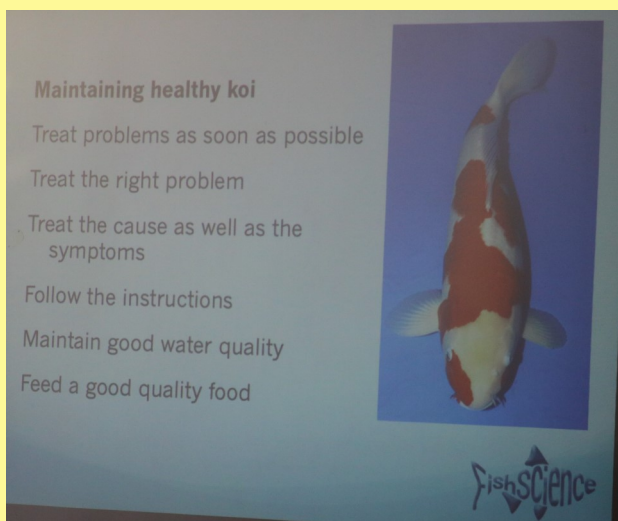 Maintaining healthy koi
Treat problems as soon as possible
Treat the right problem
Treat the cause as well as the
symptoms
Follow the instructions
Maintain good water quality
Feed a good quality food
FishScience